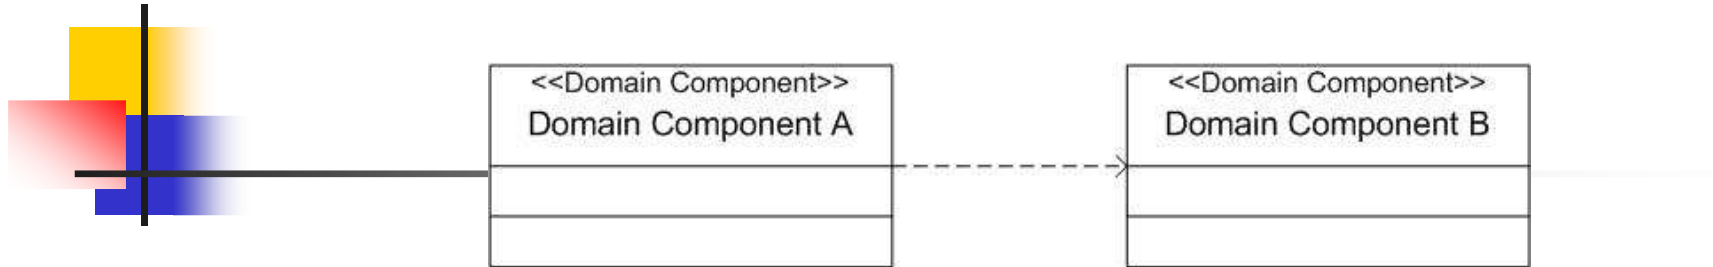 <<Domain Component>>
Domain Component A
<<Domain Component>>
Domain Component B